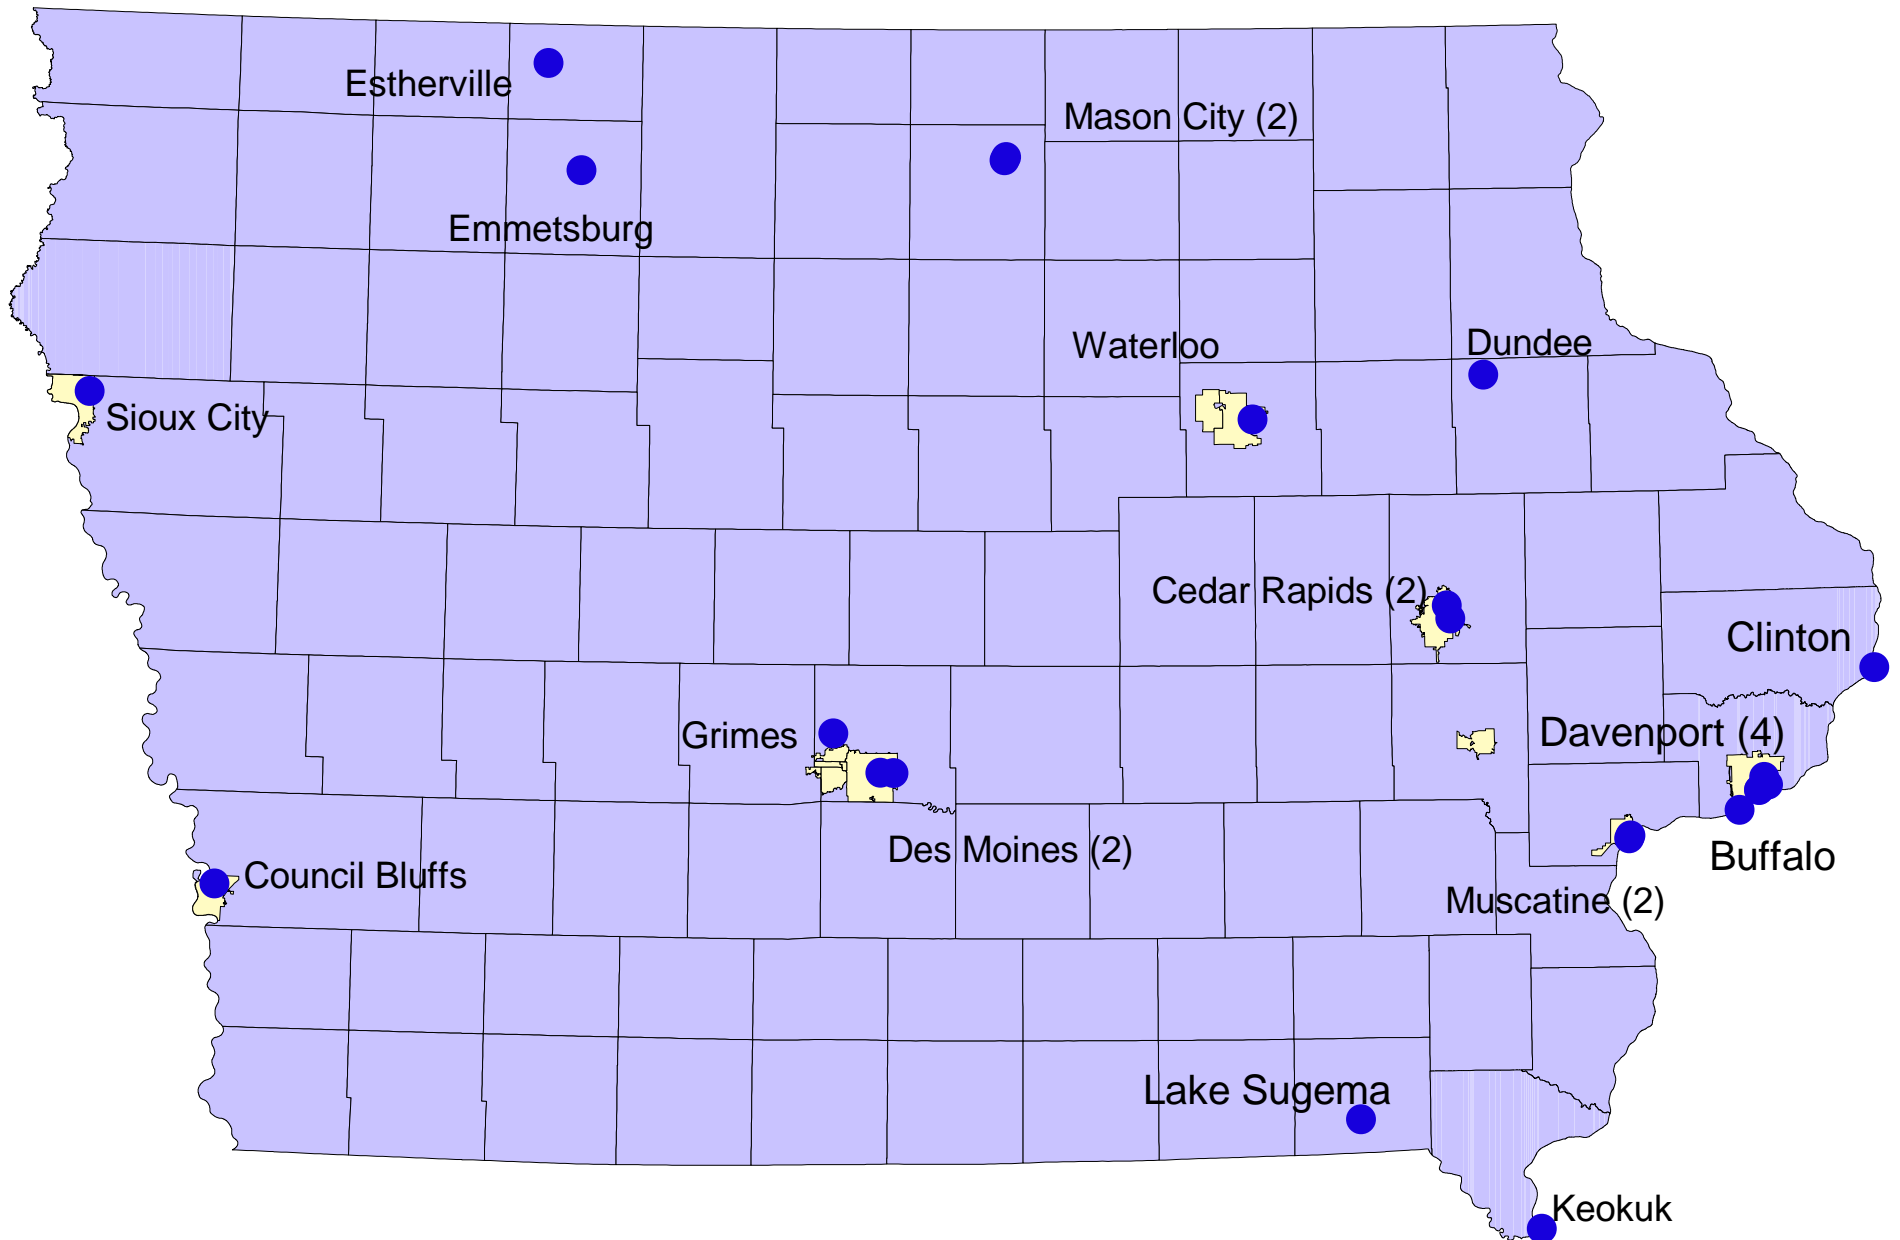 Estherville
Mason City (2)
Emmetsburg
Waterloo
Dundee
Sioux City
Cedar Rapids (2)
Clinton
Grimes
Davenport (4)
Des Moines (2)
Buffalo
Council Bluffs
Muscatine (2)
Lake Sugema
Keokuk